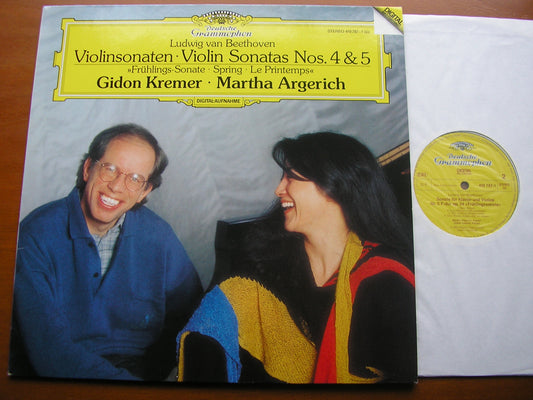 Deutsche
Grammophon
DIGITAL
Ludwig van Beethoven
Violinsonaten · Violin Sonatas Nos. 4 & 5
»Frühlings-Sonate · Spring · Le Printemps«
Gidon Kremer · Martha Argerich
DIGITALAUFNAHME
Deutsche
Grammophon
2